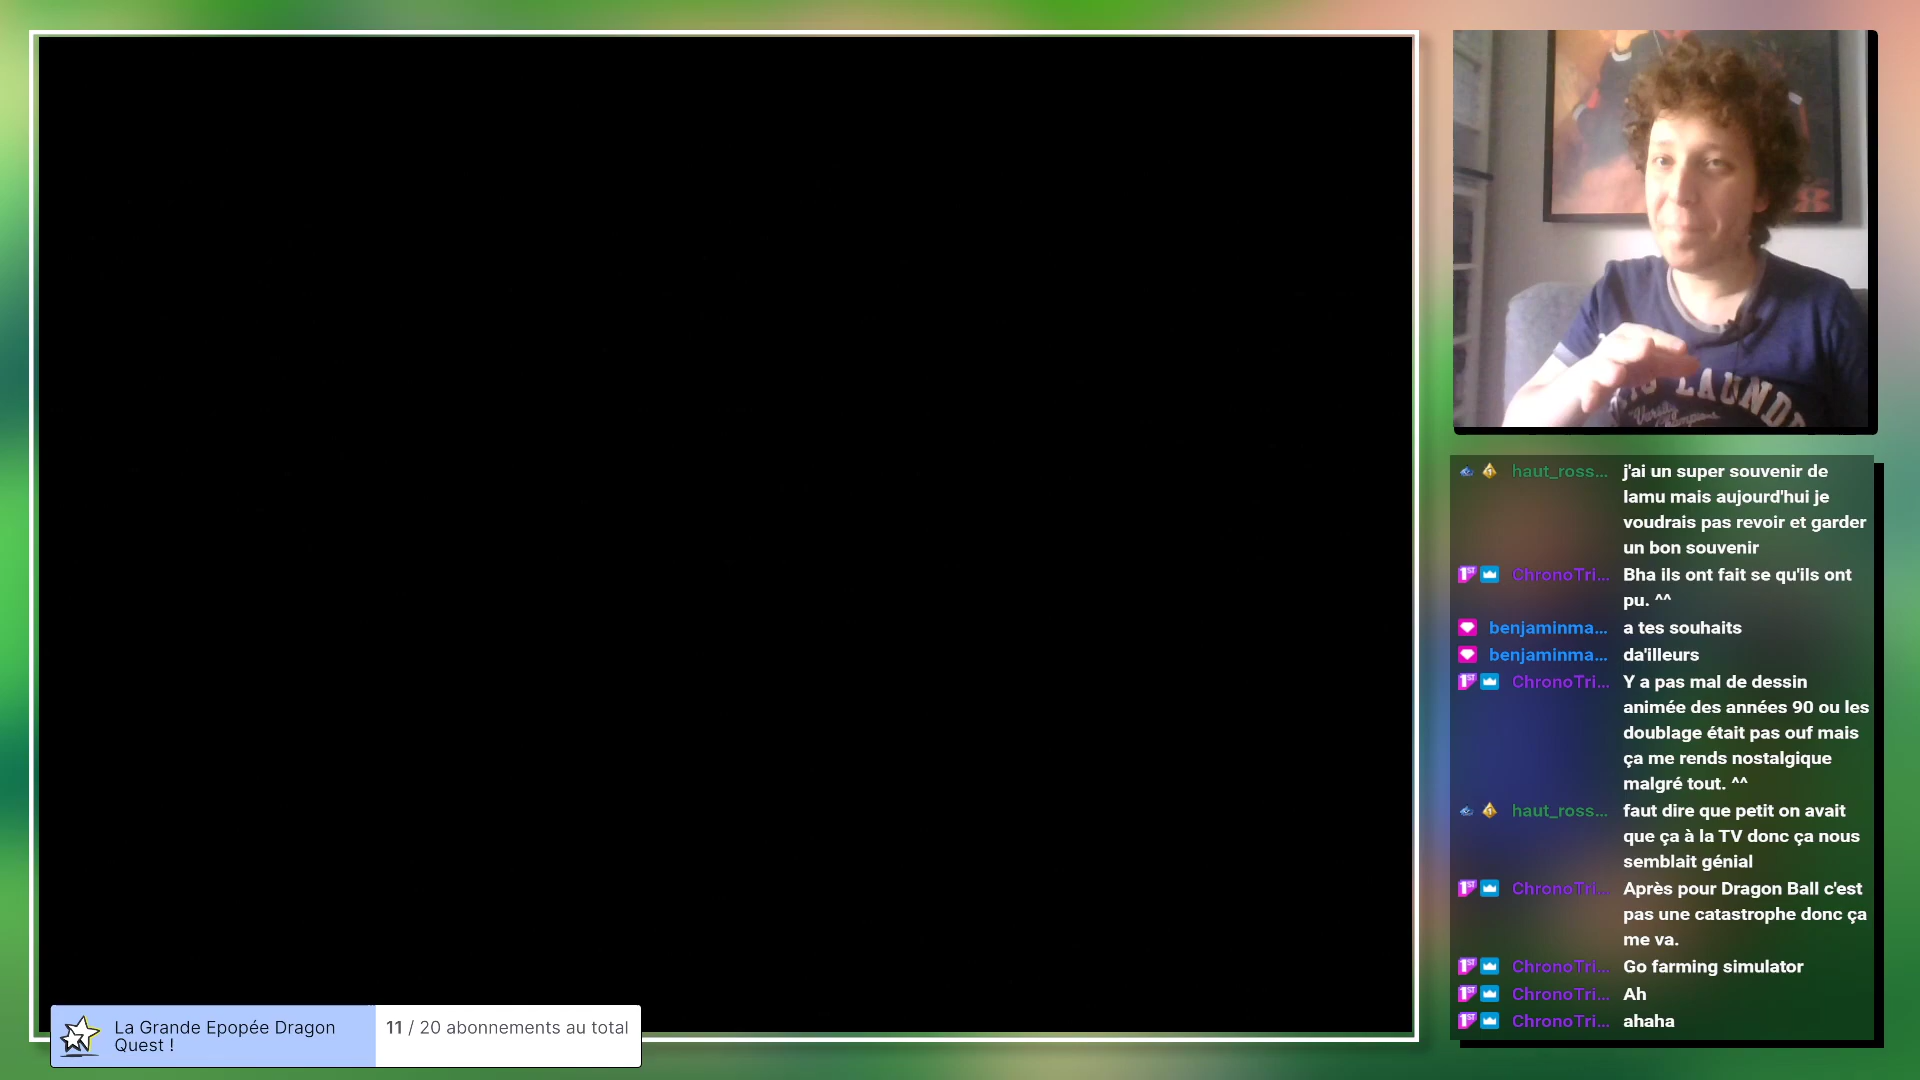 LAUND
Varsity
j'ai un super souvenir de
haut_ross...
lamu mais aujourd'hui je
voudrais pas revoir et garder
un bon souvenir
ChronoTri... Bha ils ont fait se qu'ils ont
pu. ^^
benjaminma... a tes souhaits
benjaminma... da'illeurs
ChronoTri... Y a pas mal de dessin
animée des années 90 ou les
doublage était pas ouf mais
ça me rends nostalgique
malgré tout. ^^
haut_ross... faut dire que petit on avait
que ça à la TV donc ça nous
semblait génial
ChronoTri... Après pour Dragon Ball c'est
pas une catastrophe donc ça
me va.
ChronoTri... Go farming simulator
ChronoTri... Ah
ChronoTri... ahaha
La Grande Epopée Dragon
Quest !
11 / 20 abonnements au total